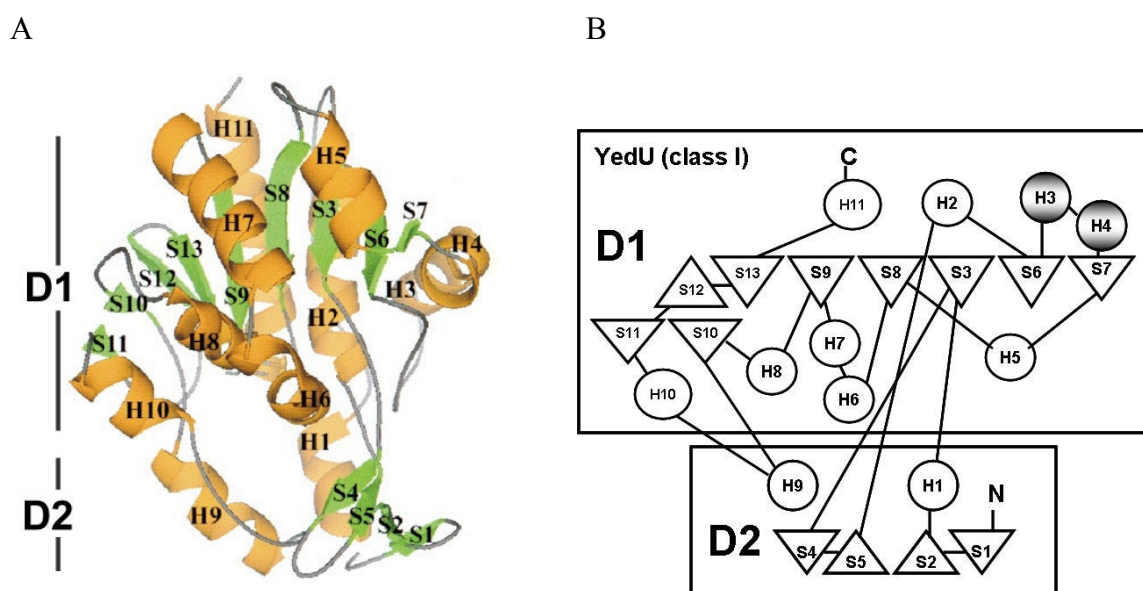 A
B
H11
H5
S8
S3
S7
H7
S6
H4
S13
S12
H3
S10
S9
H2
S11
H8
H10
H6
H1
S4
H9
S5
S2
S1
D1
D2
YedU (class I)
C
H11
H2
H3
H4
D1
S12
S13
S9
S8
S3
S6
S7
S11
S10
H7
H5
H8
H10
H6
H9
H1
N
D2
S4
S5
S2
S1